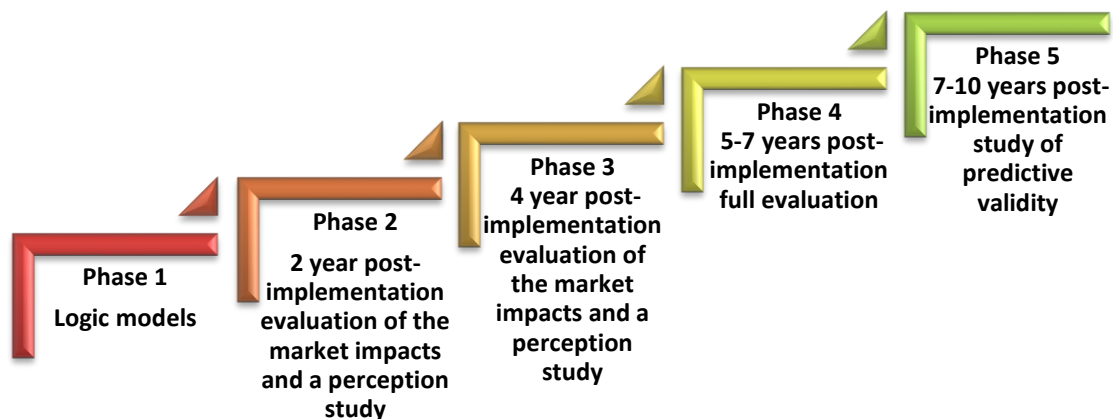 Phase 1
Logic models
Phase 2
2 year post-
implementation
evaluation of the
market impacts
and a perception
study
Phase 3
4 year post-
implementation
evaluation of
the market
impacts and a
perception
study
Phase 4
5-7 years post-
implementation
full evaluation
Phase 5
7-10 years post-
implementation
study of
predictive
validity